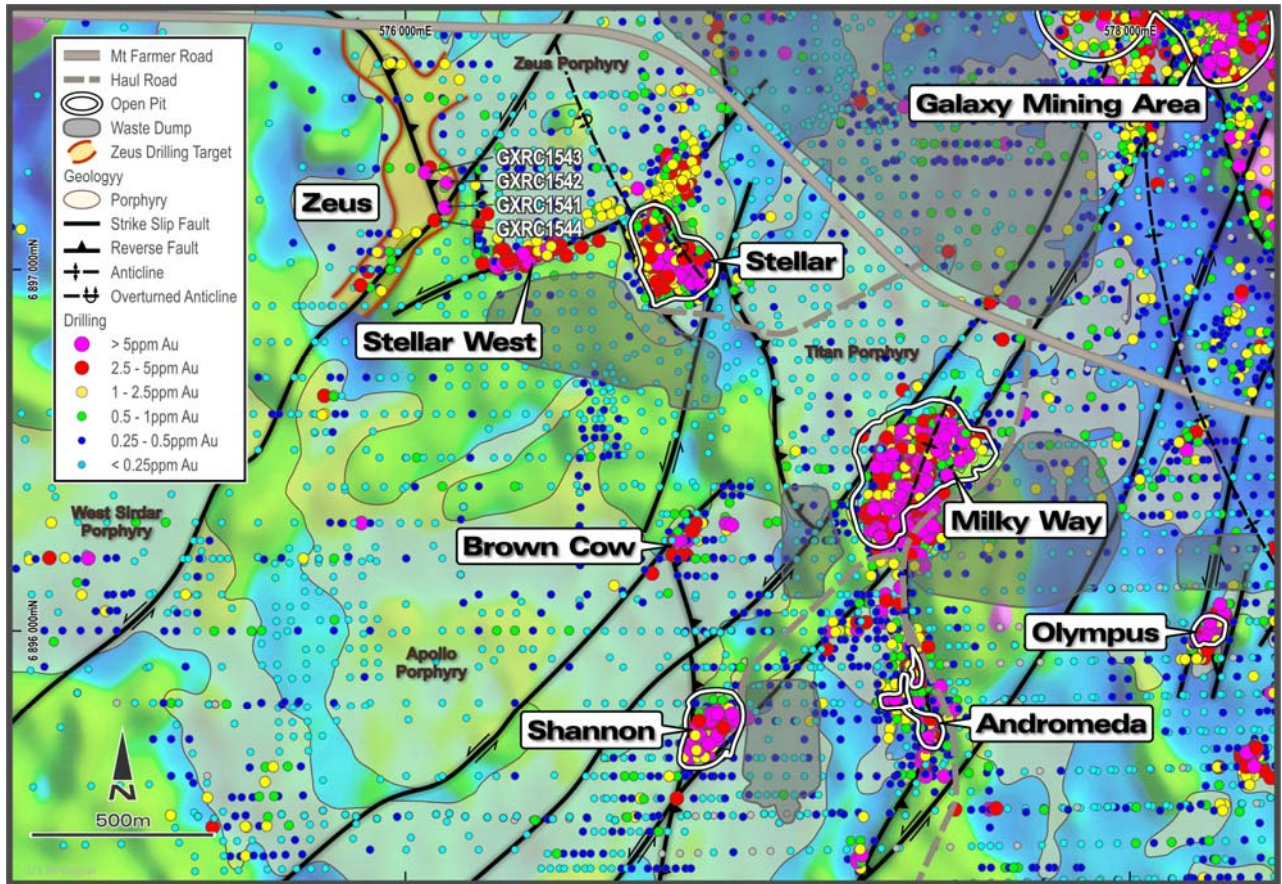 576 000mE
578 000mE
Mt Farmer Road
Haul Road
Open Pit
Waste Dump
Zeus Drilling Target
Geologyy
Porphyry
Strike Slip Fault
Reverse Fault
Anticline
Overturned Anticline
Drilling
> 5ppm Au
2.5 - 5ppm Au
1 - 2.5ppm Au
0.5 - 1ppm Au
0.25 - 0.5ppm Au
< 0.25ppm Au
Zeus Porphyry
Galaxy Mining Area
GXRC1543
GXRC1542
GXRC1541
GXRC1544
Zeus
6 897 000mN
Stellar
Stellar West
Titan Porphyry
West Sirdar
Porphyry
Brown Cow
Milky Way
6 896 000mN
Olympus
Apollo
Porphyry
Shannon
Andromeda
N
500m